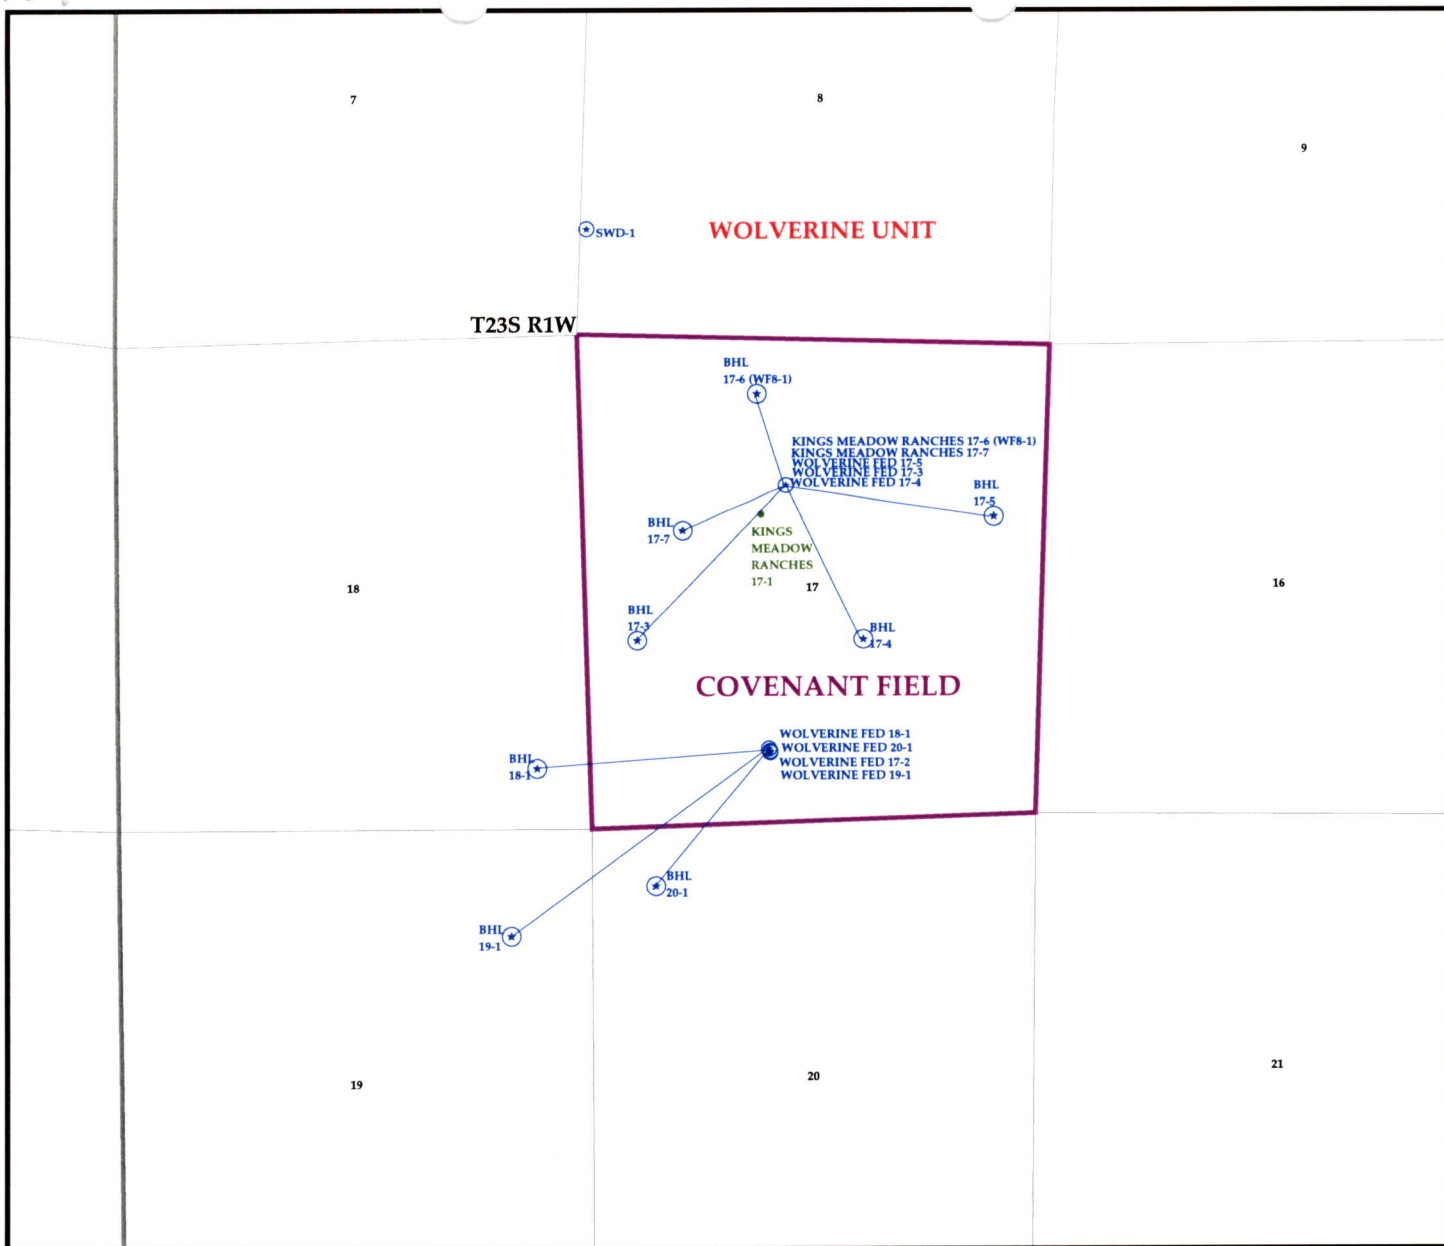 7
8
9
SWD-1
WOLVERINE UNIT
T23S R1W
BHL
17-6 (WF8-1)
KINGS MEADOW RANCHES 17-6 (WF8-1)
KINGS MEADOW RANCHES 17-7
WOLVERINE FED 17-5
WOLVERINE FED 17-3
WOLVERINE FED 17-4
BHL
17-5
BHL
17-7
KINGS
MEADOW
RANCHES
17-1
18
17
16
BHL
17-3
BHL
17-4
COVENANT FIELD
WOLVERINE FED 18-1
WOLVERINE FED 20-1
WOLVERINE FED 17-2
WOLVERINE FED 19-1
BHL
18-1
BHL
20-1
BHL
19-1
19
20
21